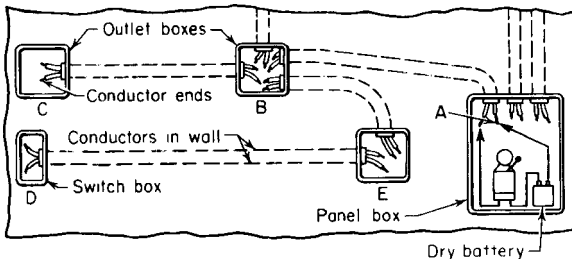 Outlet boxes
C
Conductor ends
B
A
Conductors in wall
D
Switch box
E
Panel box
Dry battery